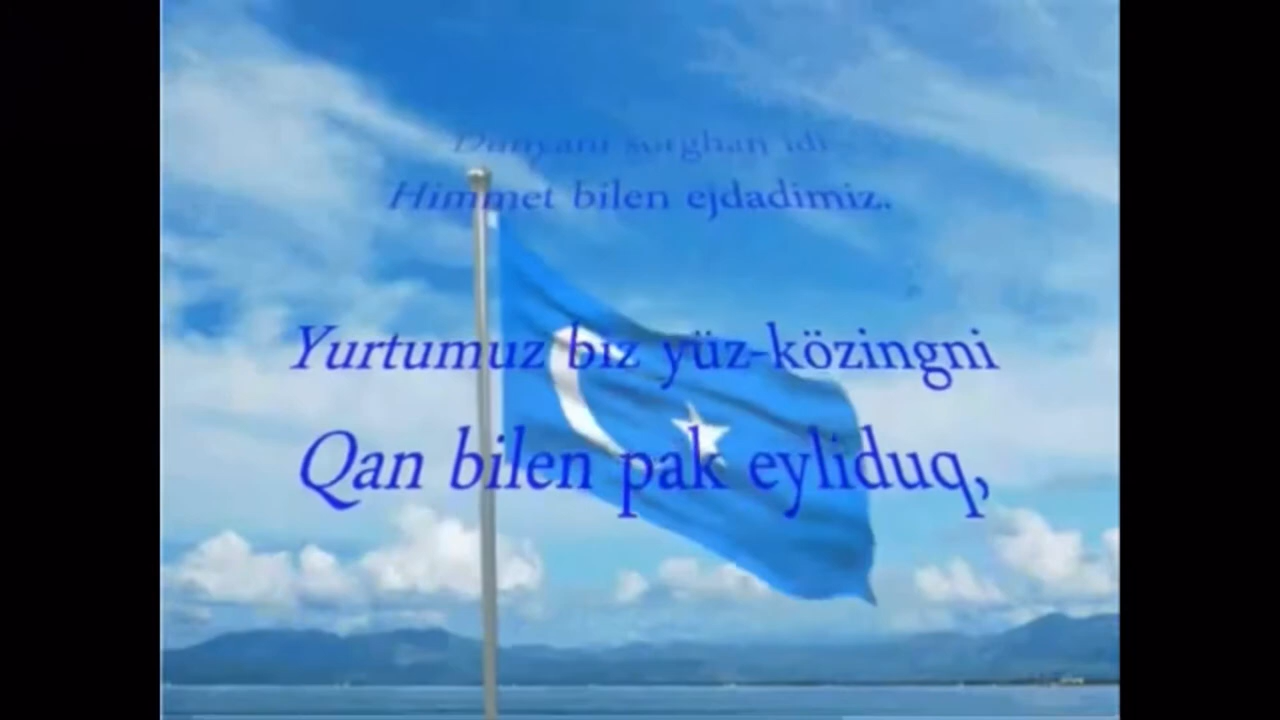 Dunyani sorghan idi
Himmet bilen ejdadimiz.
Yurtumuz biz yüz-közingni
Qan bilen pak eyliduq,